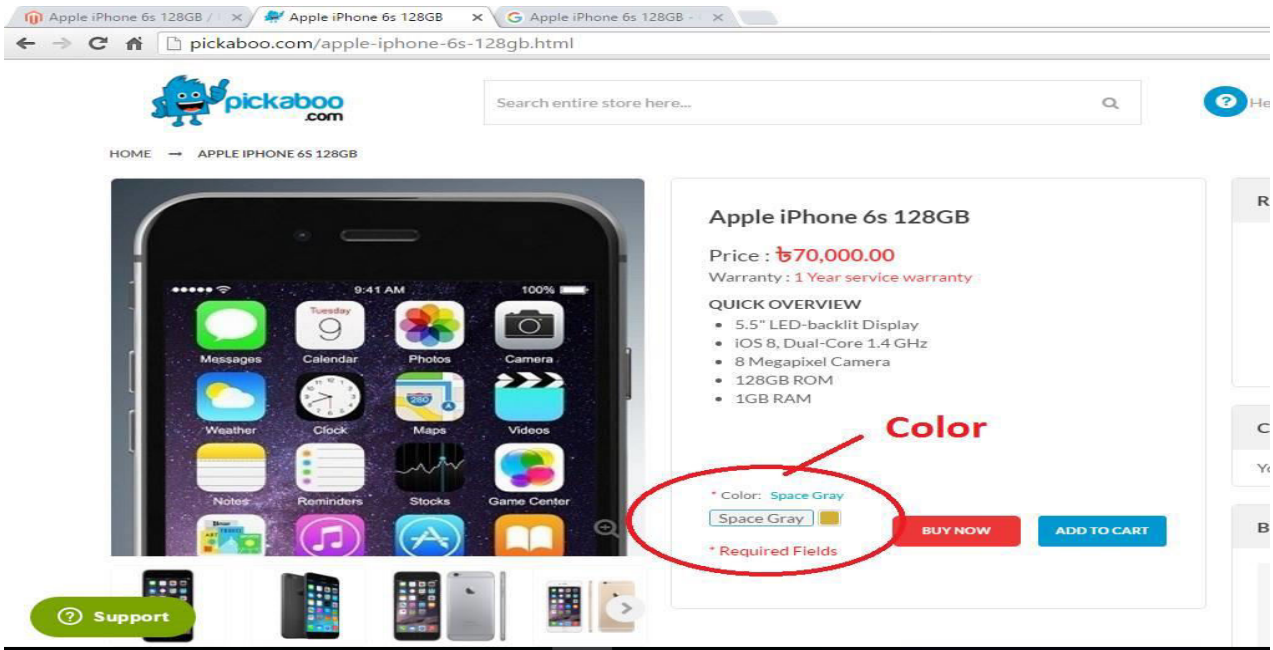 Apple iPhone 6s 128GB /
Apple iPhone 6s 128GB
Apple iPhone 6s 128GB -
pickaboo.com/apple-iphone-6s-128gb.html
pickaboo
.com
Search entire store here...
? He
HOME → APPLE IPHONE 6S 128GB
9:41 AM
100%
Tuesday
9
Messages
Calendar
Photos
Camera
280
Weather
Clock
Maps
Videos
Notes
Reminders
Stocks
Game Center
Apple iPhone 6s 128GB
Price : ৳70,000.00
Warranty : 1 Year service warranty
QUICK OVERVIEW
• 5.5" LED-backlit Display
• iOS 8, Dual-Core 1.4 GHz
• 8 Megapixel Camera
• 128GB ROM
• 1GB RAM
Color
* Color: Space Gray
Space Gray
* Required Fields
BUY NOW
ADD TO CART
R
C
Yo
B
? Support